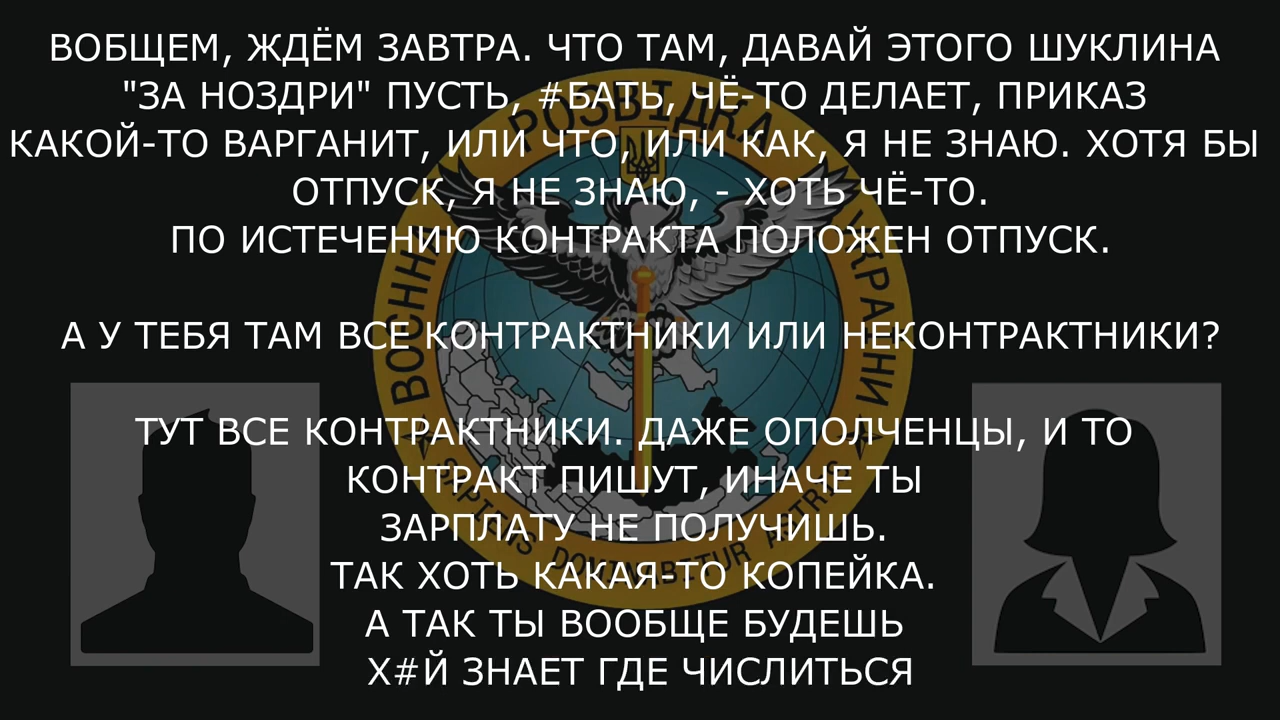 ВОБЩЕМ, ЖДЁМ ЗАВТРА. ЧТО ТАМ, ДАВАЙ ЭТОГО ШУКЛИНА
"ЗА НОЗДРИ" ПУСТЬ, #БАТЬ, ЧЁ-ТО ДЕЛАЕТ, ПРИКАЗ
КАКОЙ-ТО ВАРГАНИТ, ИЛИ ЧТО, ИЛИ КАК, Я НЕ ЗНАЮ. ХОТЯ БЫ
ОТПУСК, Я НЕ ЗНАЮ, - ХОТЬ ЧЁ-ТО.
ПО ИСТЕЧЕНИЮ КОНТРАКТА ПОЛОЖЕН ОТПУСК.
А У ТЕБЯ ТАМ ВСЕ КОНТРАКТНИКИ ИЛИ НЕКОНТРАКТНИКИ?
ТУТ ВСЕ КОНТРАКТНИКИ. ДАЖЕ ОПОЛЧЕНЦЫ, И ТО
КОНТРАКТ ПИШУТ, ИНАЧЕ ТЫ
ЗАРПЛАТУ НЕ ПОЛУЧИШЬ.
ТАК ХОТЬ КАКАЯ-ТО КОПЕЙКА.
А ТАК ТЫ ВООБЩЕ БУДЕШЬ
Х#Й ЗНАЕТ ГДЕ ЧИСЛИТЬСЯ
РОЗВІДКА УКРАЇНИ